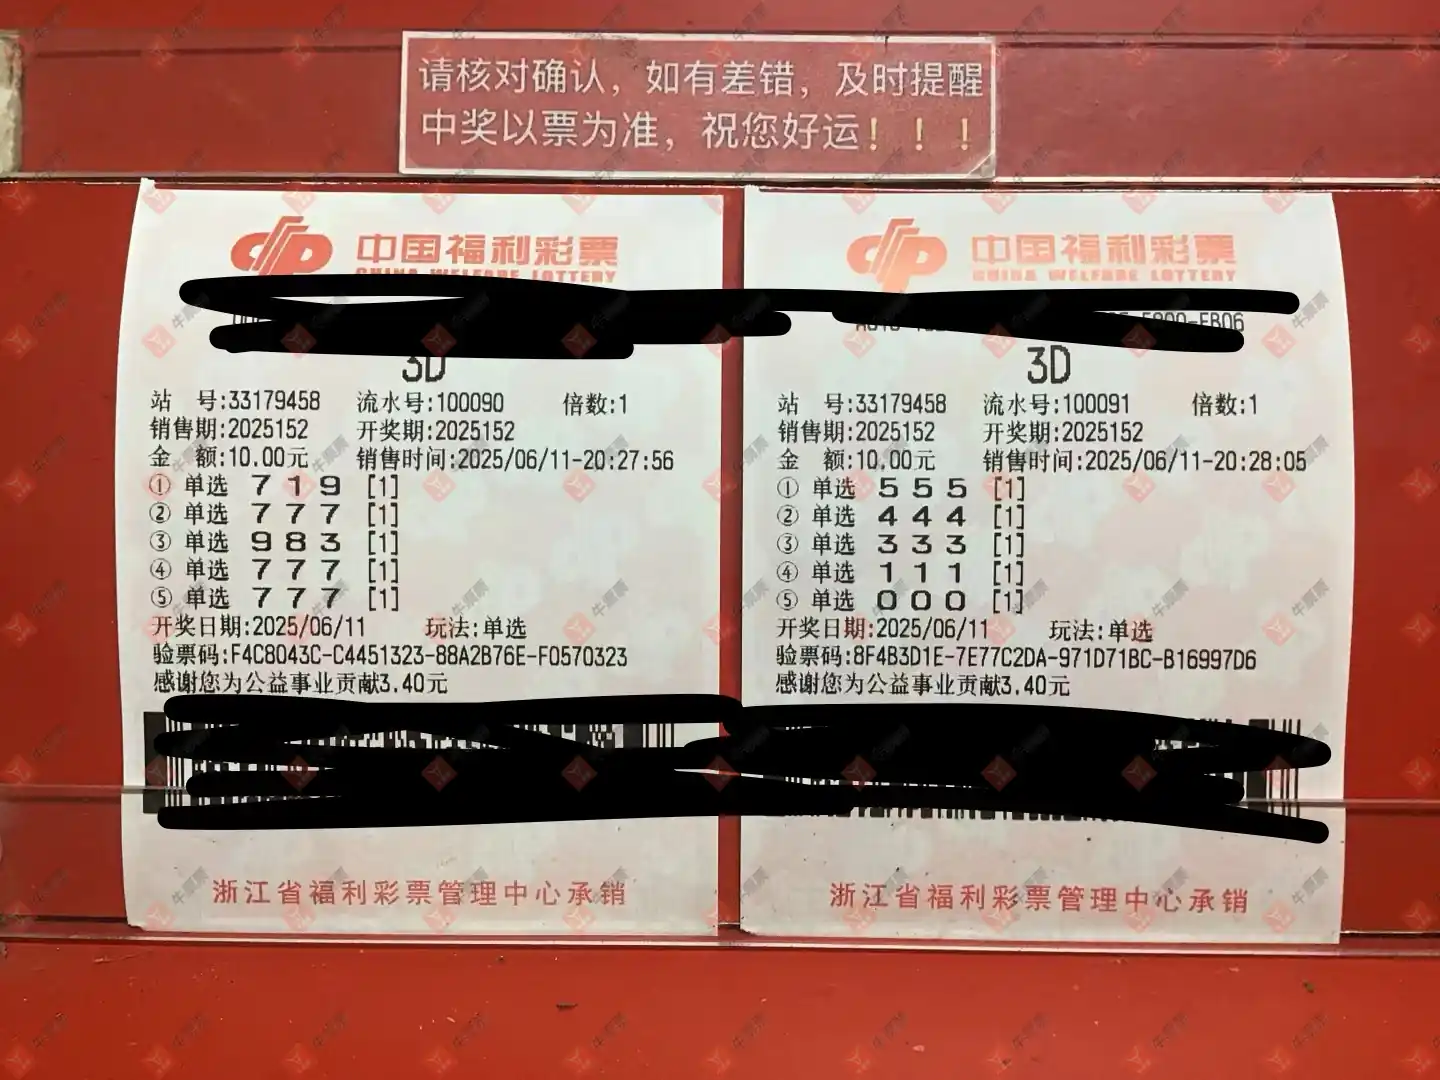 请核对确认，如有差错，及时提醒
中奖以票为准，祝您好运！！！
中国福利彩票
CHINA WELFARE LOTTERY
3D
站 号:33179458 流水号:100090 倍数:1
销售期:2025152 开奖期:2025152
金 额:10.00元 销售时间:2025/06/11-20:27:56
① 单选 7 1 9 [1]
② 单选 7 7 7 [1]
③ 单选 9 8 3 [1]
④ 单选 7 7 7 [1]
⑤ 单选 7 7 7 [1]
开奖日期:2025/06/11 玩法:单选
验票码:F4C8043C-C4451323-88A2B76E-F0570323
感谢您为公益事业贡献3.40元
浙江省福利彩票管理中心承销
中国福利彩票
CHINA WELFARE LOTTERY
3D
站 号:33179458 流水号:100091 倍数:1
销售期:2025152 开奖期:2025152
金 额:10.00元 销售时间:2025/06/11-20:28:05
① 单选 5 5 5 [1]
② 单选 4 4 4 [1]
③ 单选 3 3 3 [1]
④ 单选 1 1 1 [1]
⑤ 单选 0 0 0 [1]
开奖日期:2025/06/11 玩法:单选
验票码:8F4B3D1E-7E77C2DA-971D71BC-B16997D6
感谢您为公益事业贡献3.40元
浙江省福利彩票管理中心承销